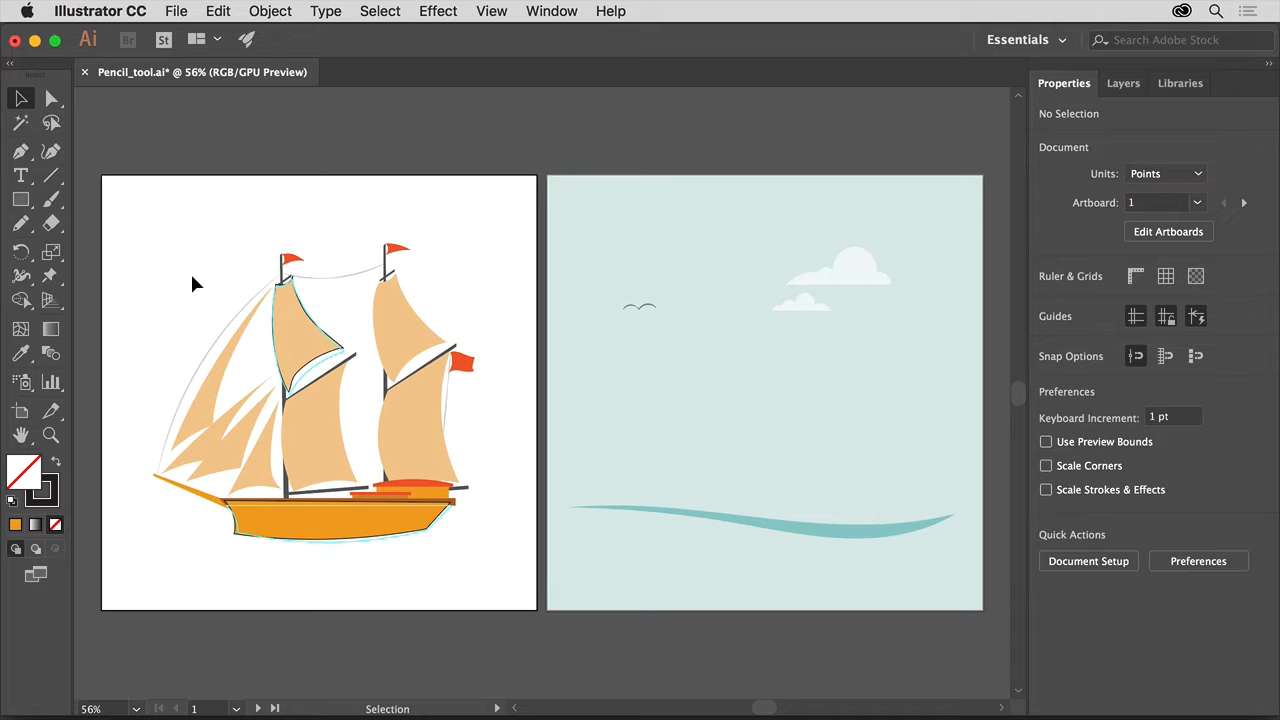 Illustrator CC File Edit Object Type Select Effect View Window Help
Ai Br St Essentials Search Adobe Stock
× Pencil_tool.ai* @ 56% (RGB/GPU Preview)
Properties Layers Libraries
No Selection
Document
Units: Points
Artboard: 1
Edit Artboards
Ruler & Grids
Guides
Snap Options
Preferences
Keyboard Increment: 1 pt
Use Preview Bounds
Scale Corners
Scale Strokes & Effects
Quick Actions
Document Setup Preferences
56% 1 Selection